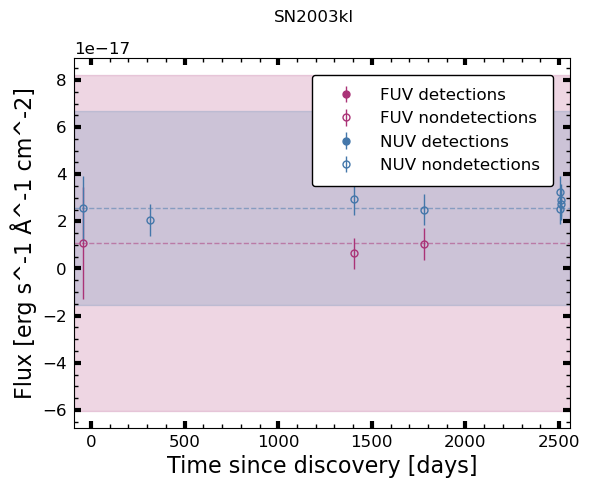 SN2003kl
1e−17
8
6
4
2
0
−2
−4
−6
Flux [erg s^-1 Å^-1 cm^-2]
FUV detections
FUV nondetections
NUV detections
NUV nondetections
0 500 1000 1500 2000 2500
Time since discovery [days]